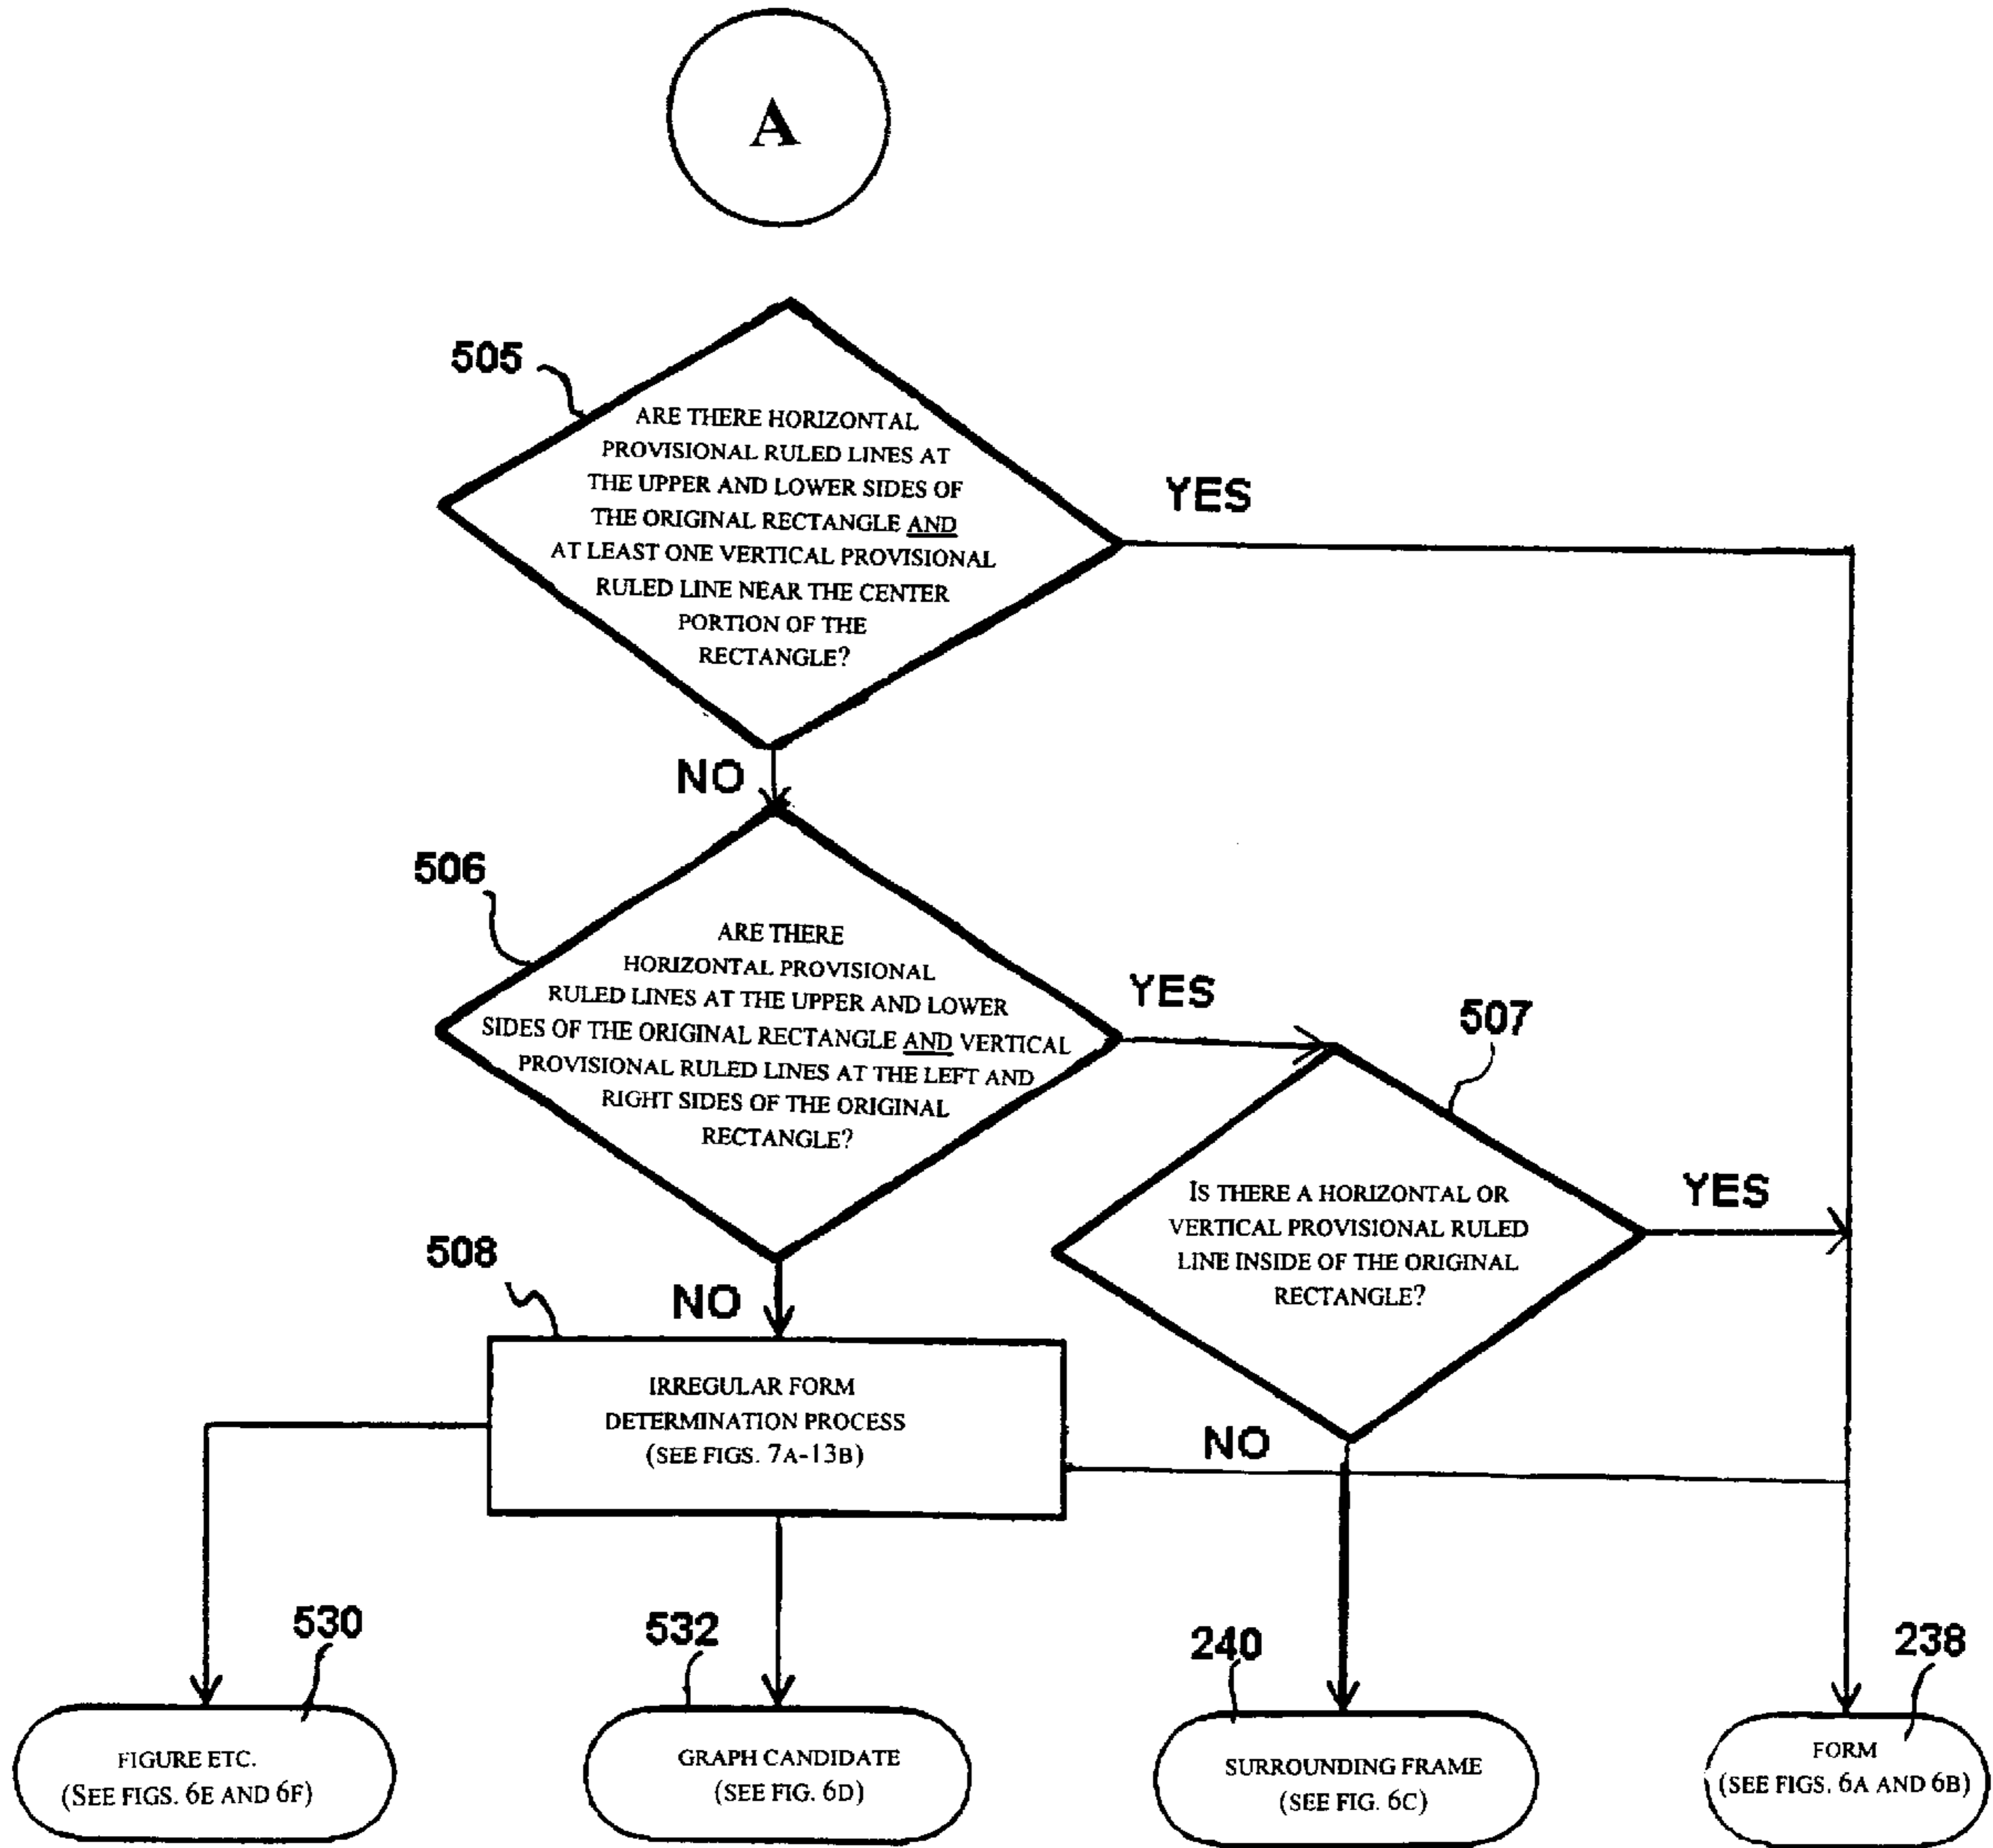 A
505
ARE THERE HORIZONTAL
PROVISIONAL RULED LINES AT
THE UPPER AND LOWER SIDES OF
THE ORIGINAL RECTANGLE AND
AT LEAST ONE VERTICAL PROVISIONAL
RULED LINE NEAR THE CENTER
PORTION OF THE
RECTANGLE?
YES
NO
506
ARE THERE
HORIZONTAL PROVISIONAL
RULED LINES AT THE UPPER AND LOWER
SIDES OF THE ORIGINAL RECTANGLE AND VERTICAL
PROVISIONAL RULED LINES AT THE LEFT AND
RIGHT SIDES OF THE ORIGINAL
RECTANGLE?
YES
507
IS THERE A HORIZONTAL OR
VERTICAL PROVISIONAL RULED
LINE INSIDE OF THE ORIGINAL
RECTANGLE?
YES
NO
508
NO
IRREGULAR FORM
DETERMINATION PROCESS
(SEE FIGS. 7A-13B)
530
FIGURE ETC.
(SEE FIGS. 6E AND 6F)
532
GRAPH CANDIDATE
(SEE FIG. 6D)
240
SURROUNDING FRAME
(SEE FIG. 6C)
238
FORM
(SEE FIGS. 6A AND 6B)